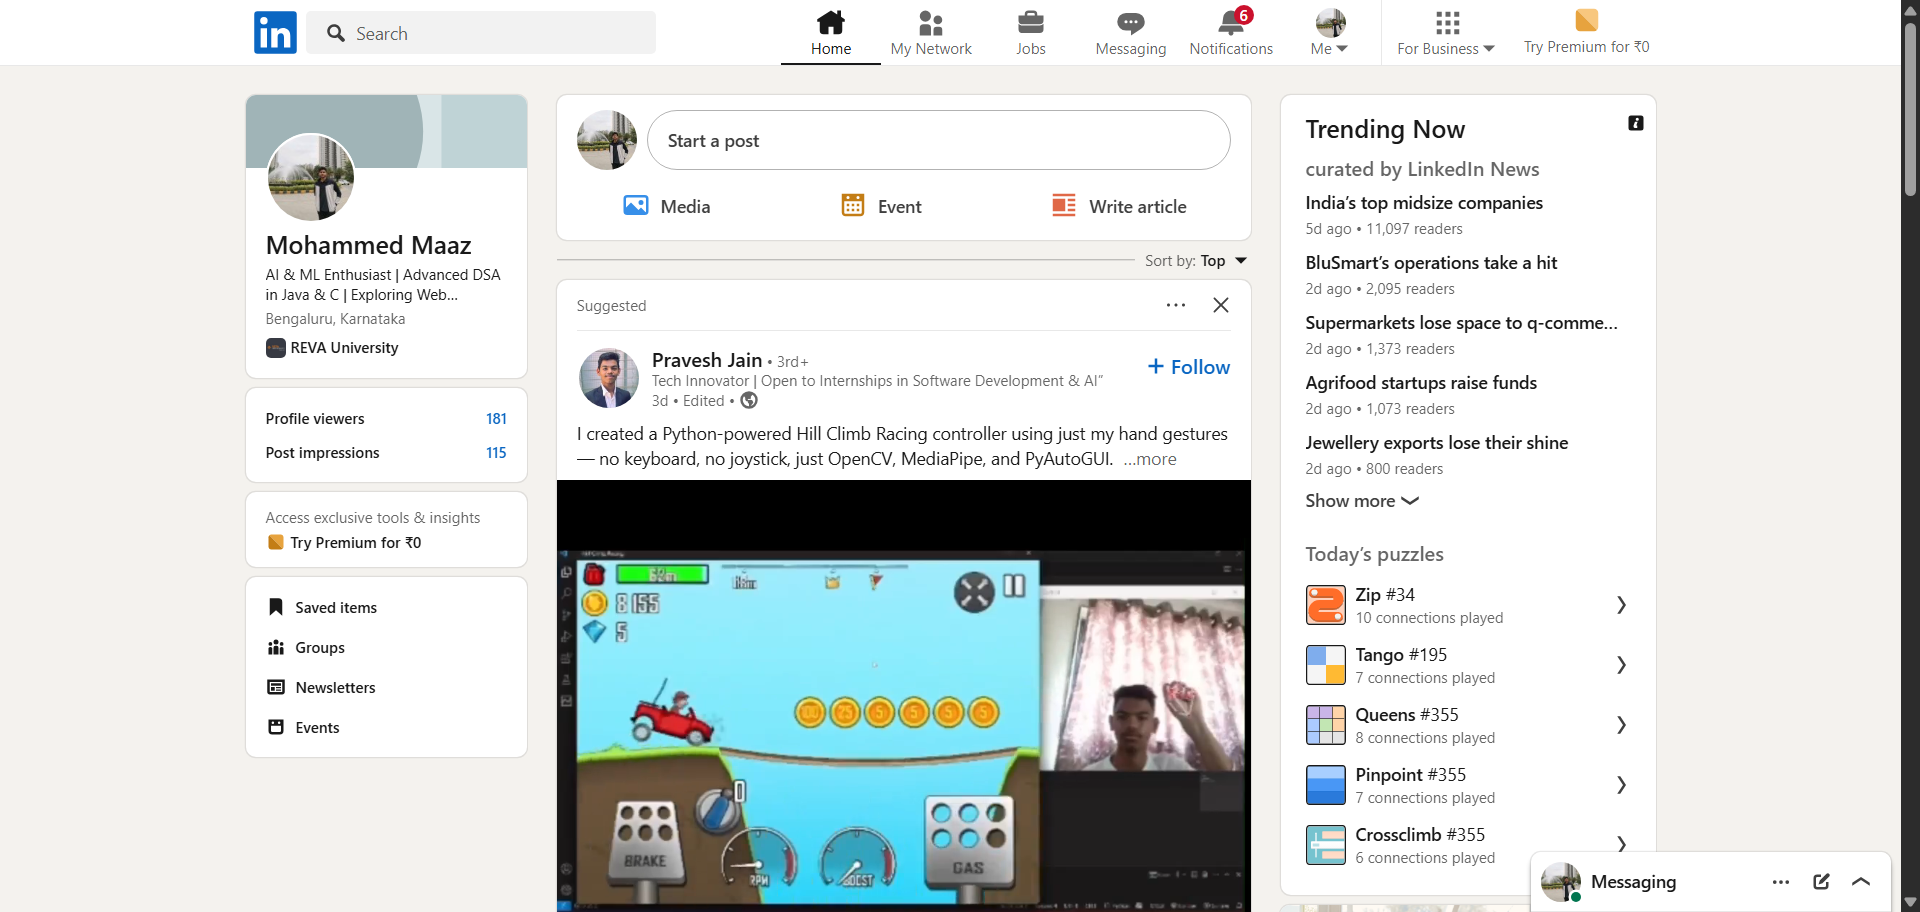 in
Search
Home
My Network
Jobs
Messaging
6
Notifications
Me
For Business
Try Premium for ₹0
Mohammed Maaz
AI & ML Enthusiast | Advanced DSA
in Java & C | Exploring Web...
Bengaluru, Karnataka
REVA University
Profile viewers 181
Post impressions 115
Access exclusive tools & insights
Try Premium for ₹0
Saved items
Groups
Newsletters
Events
Start a post
Media
Event
Write article
Sort by: Top
Suggested
Pravesh Jain • 3rd+
Tech Innovator | Open to Internships in Software Development & AI”
3d • Edited •
+ Follow
I created a Python-powered Hill Climb Racing controller using just my hand gestures
— no keyboard, no joystick, just OpenCV, MediaPipe, and PyAutoGUI. ...more
8155
5
100 25 5 5 5 5
0
BRAKE
RPM
BOOST
GAS
Trending Now
curated by LinkedIn News
India’s top midsize companies
5d ago • 11,097 readers
BluSmart’s operations take a hit
2d ago • 2,095 readers
Supermarkets lose space to q-comme...
2d ago • 1,373 readers
Agrifood startups raise funds
2d ago • 1,073 readers
Jewellery exports lose their shine
2d ago • 800 readers
Show more
Today’s puzzles
Zip #34
10 connections played
Tango #195
7 connections played
Queens #355
8 connections played
Pinpoint #355
7 connections played
Crossclimb #355
6 connections played
Messaging